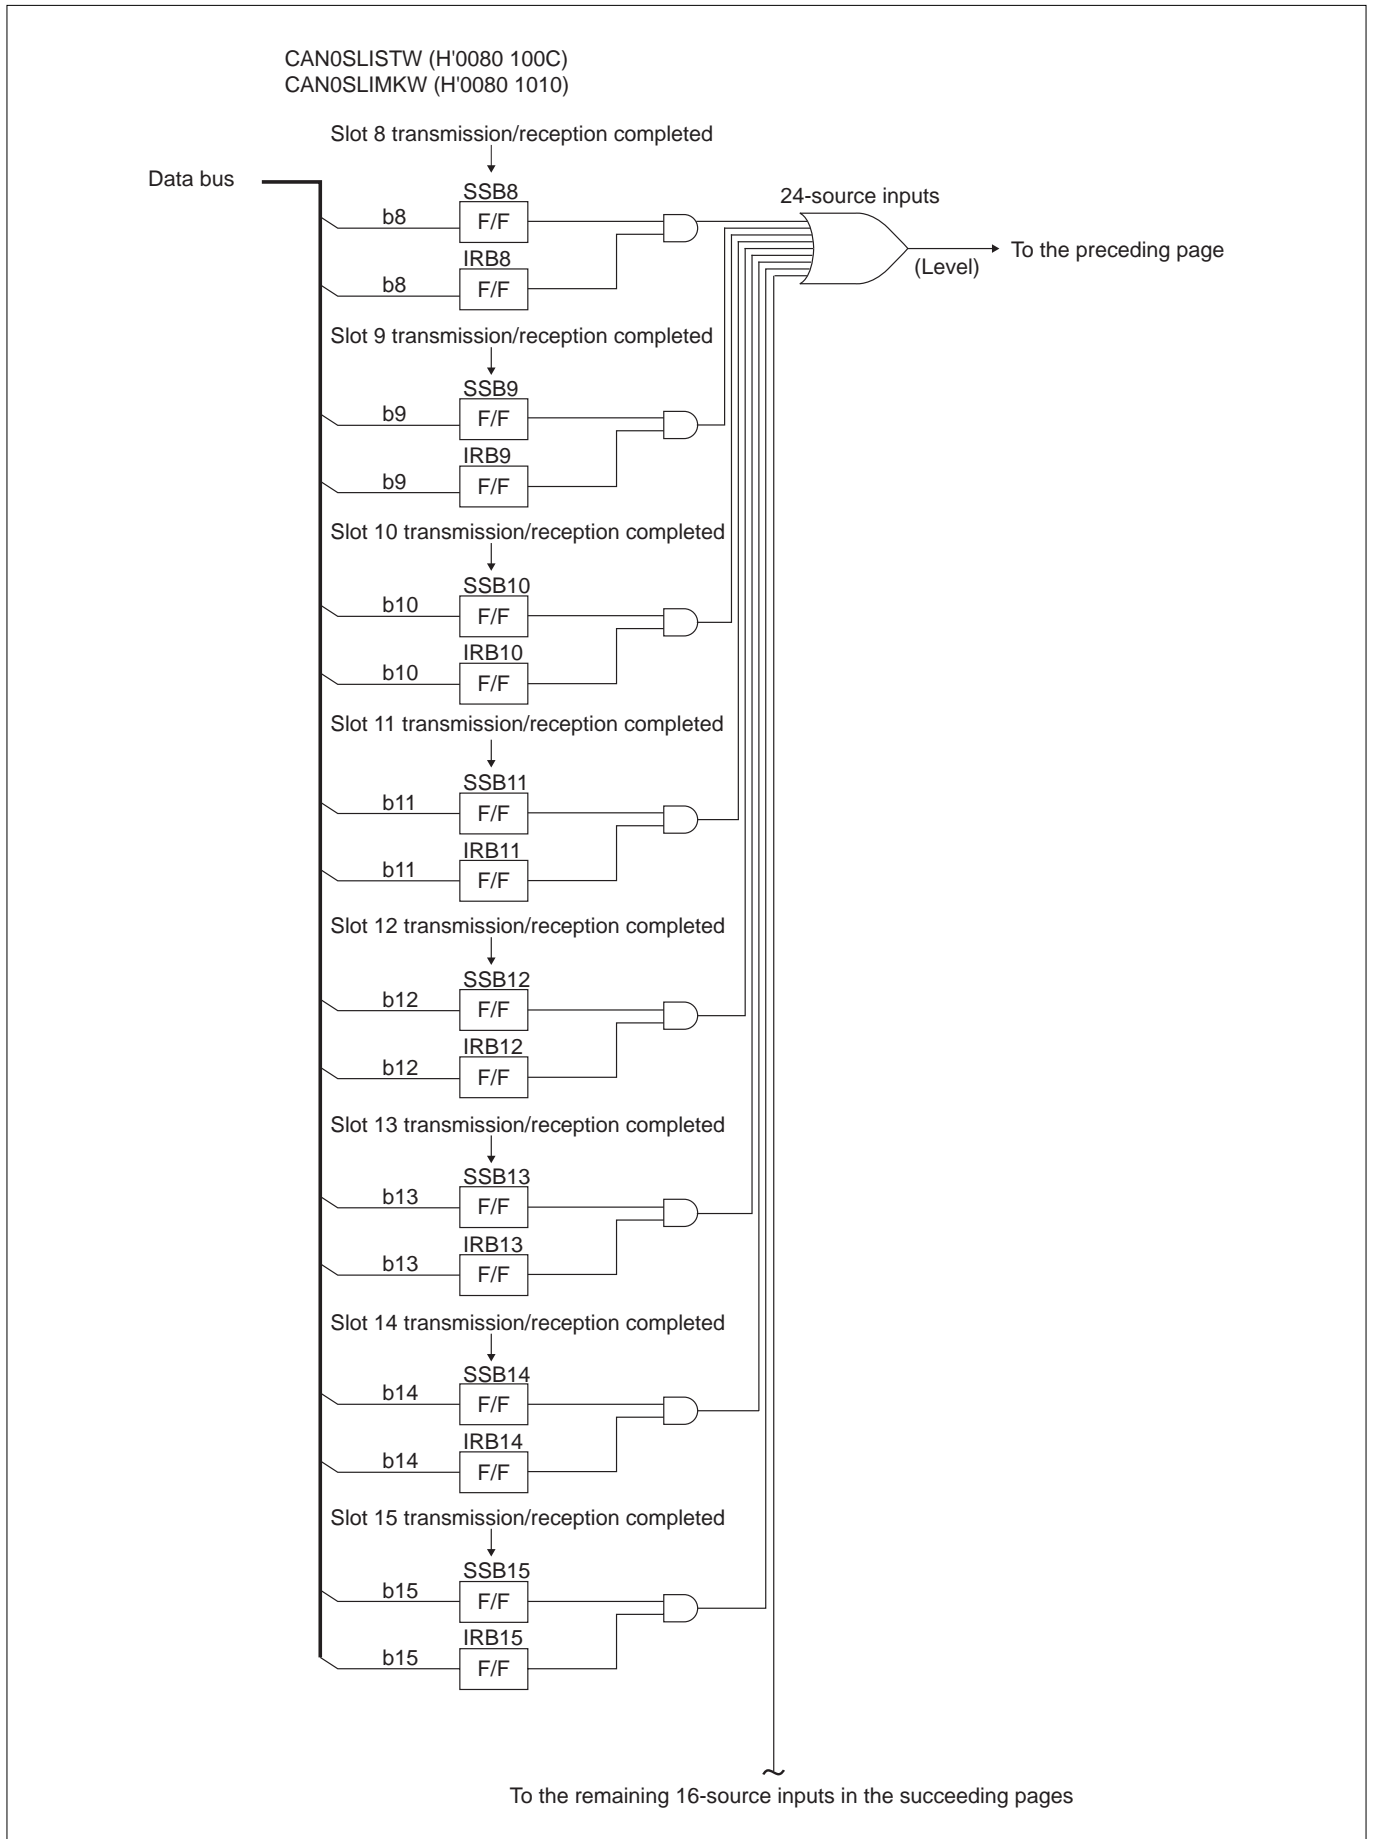 CAN0SLISTW (H'0080 100C)
CAN0SLIMKW (H'0080 1010)
Slot 8 transmission/reception completed
Data bus
SSB8
24-source inputs
b8
F/F
To the preceding page
(Level)
IRB8
b8
F/F
Slot 9 transmission/reception completed
SSB9
b9
F/F
IRB9
b9
F/F
Slot 10 transmission/reception completed
SSB10
b10
F/F
IRB10
b10
F/F
Slot 11 transmission/reception completed
SSB11
b11
F/F
IRB11
b11
F/F
Slot 12 transmission/reception completed
SSB12
b12
F/F
IRB12
b12
F/F
Slot 13 transmission/reception completed
SSB13
b13
F/F
IRB13
b13
F/F
Slot 14 transmission/reception completed
SSB14
b14
F/F
IRB14
b14
F/F
Slot 15 transmission/reception completed
SSB15
b15
F/F
IRB15
b15
F/F
To the remaining 16-source inputs in the succeeding pages